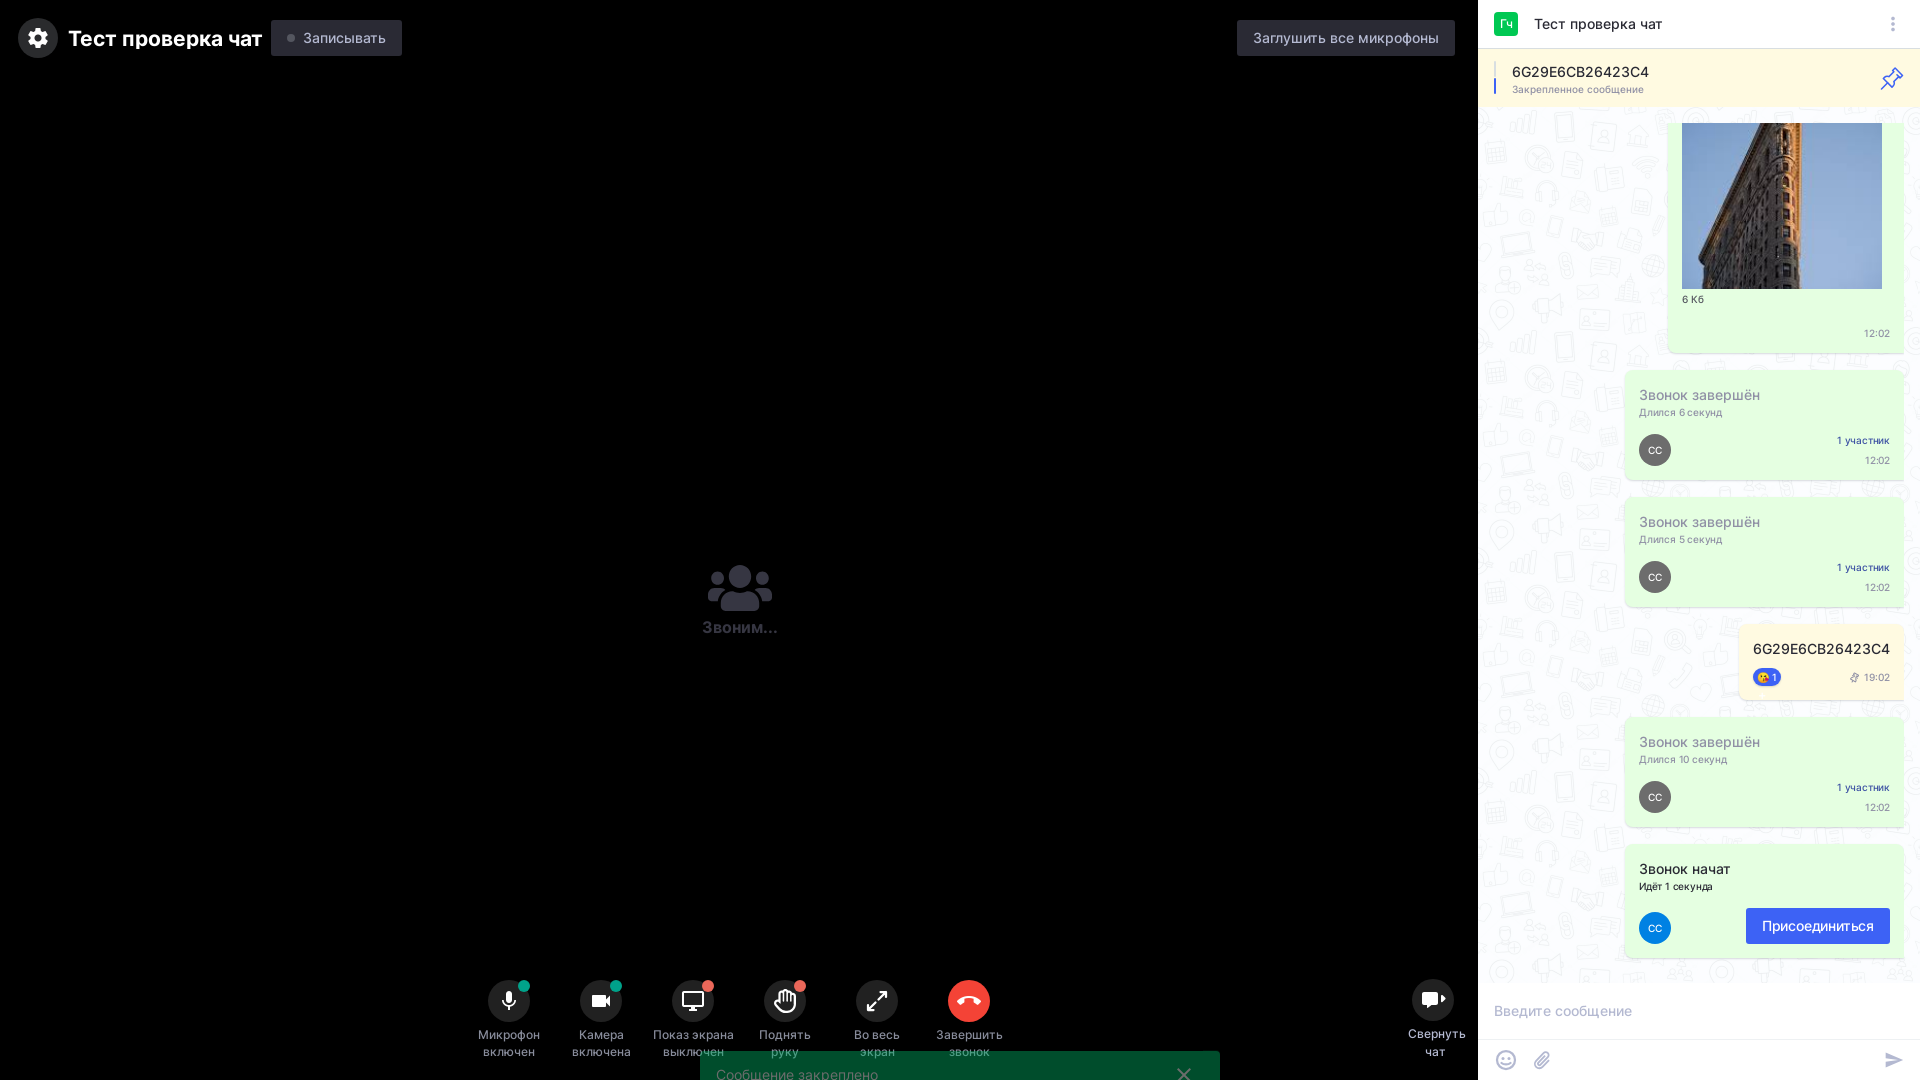 Тест проверка чат
Записывать
Заглушить все микрофоны
Звоним...
Микрофон
включен
Камера
включена
Показ экрана
выключен
Поднять
руку
Во весь
экран
Завершить
звонок
Свернуть
чат
Сообщение закреплено
Гч
Тест проверка чат
6G29E6CB26423C4
Закрепленное сообщение
6 Кб
12:02
Звонок завершён
Длился 6 секунд
СС
1 участник
12:02
Звонок завершён
Длился 5 секунд
СС
1 участник
12:02
6G29E6CB26423C4
1
19:02
Звонок завершён
Длился 10 секунд
СС
1 участник
12:02
Звонок начат
Идёт 1 секунда
СС
Присоединиться
Введите сообщение